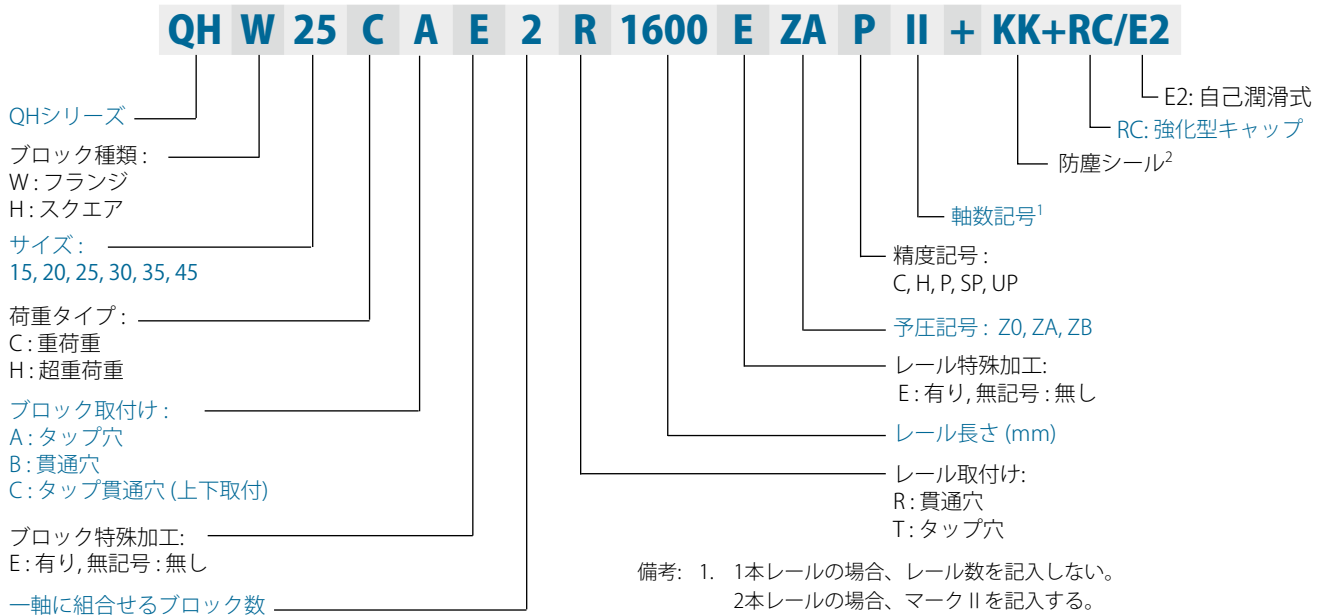 QH W 25 C A E 2 R 1600 E ZA P II + KK+RC/E2
QHシリーズ
ブロック種類 :
W : フランジ
H : スクエア
サイズ :
15, 20, 25, 30, 35, 45
荷重タイプ :
C : 重荷重
H : 超重荷重
ブロック取付け :
A : タップ穴
B : 貫通穴
C : タップ貫通穴 (上下取付)
ブロック特殊加工:
E : 有り, 無記号 : 無し
一軸に組合せるブロック数
E2: 自己潤滑式
RC: 強化型キャップ
防塵シール2
軸数記号1
精度記号 :
C, H, P, SP, UP
予圧記号 : Z0, ZA, ZB
レール特殊加工:
E : 有り, 無記号 : 無し
レール長さ (mm)
レール取付け:
R : 貫通穴
T : タップ穴
備考: 1. 1本レールの場合、レール数を記入しない。
2本レールの場合、マークⅡを記入する。